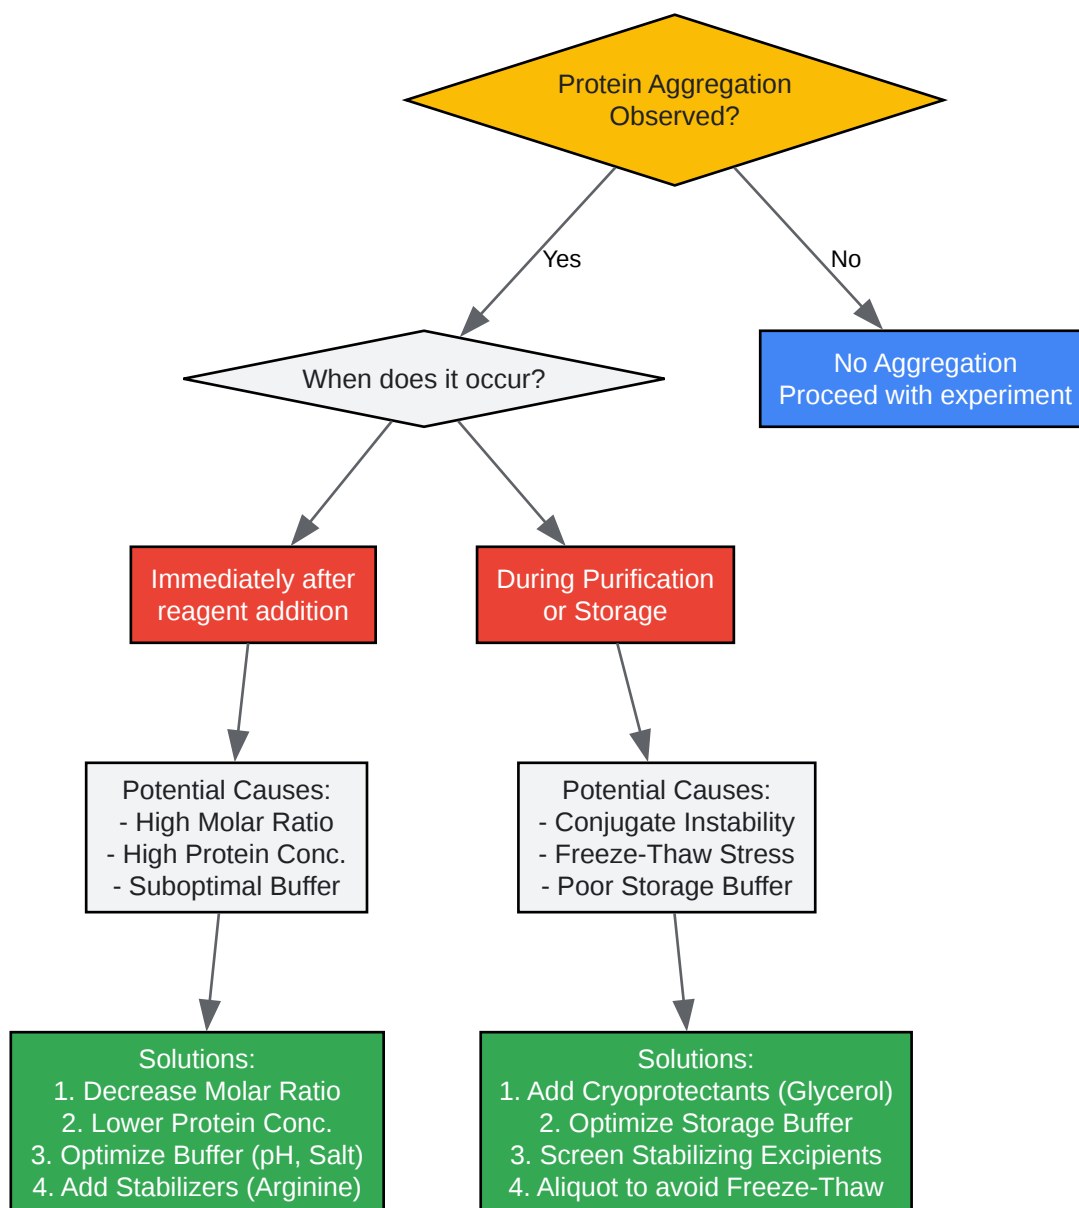 Protein Aggregation
Observed?
Yes
No
When does it occur?
No Aggregation
Proceed with experiment
Immediately after
reagent addition
During Purification
or Storage
Potential Causes:
- High Molar Ratio
- High Protein Conc.
- Suboptimal Buffer
Potential Causes:
- Conjugate Instability
- Freeze-Thaw Stress
- Poor Storage Buffer
Solutions:
1. Decrease Molar Ratio
2. Lower Protein Conc.
3. Optimize Buffer (pH, Salt)
4. Add Stabilizers (Arginine)
Solutions:
1. Add Cryoprotectants (Glycerol)
2. Optimize Storage Buffer
3. Screen Stabilizing Excipients
4. Aliquot to avoid Freeze-Thaw